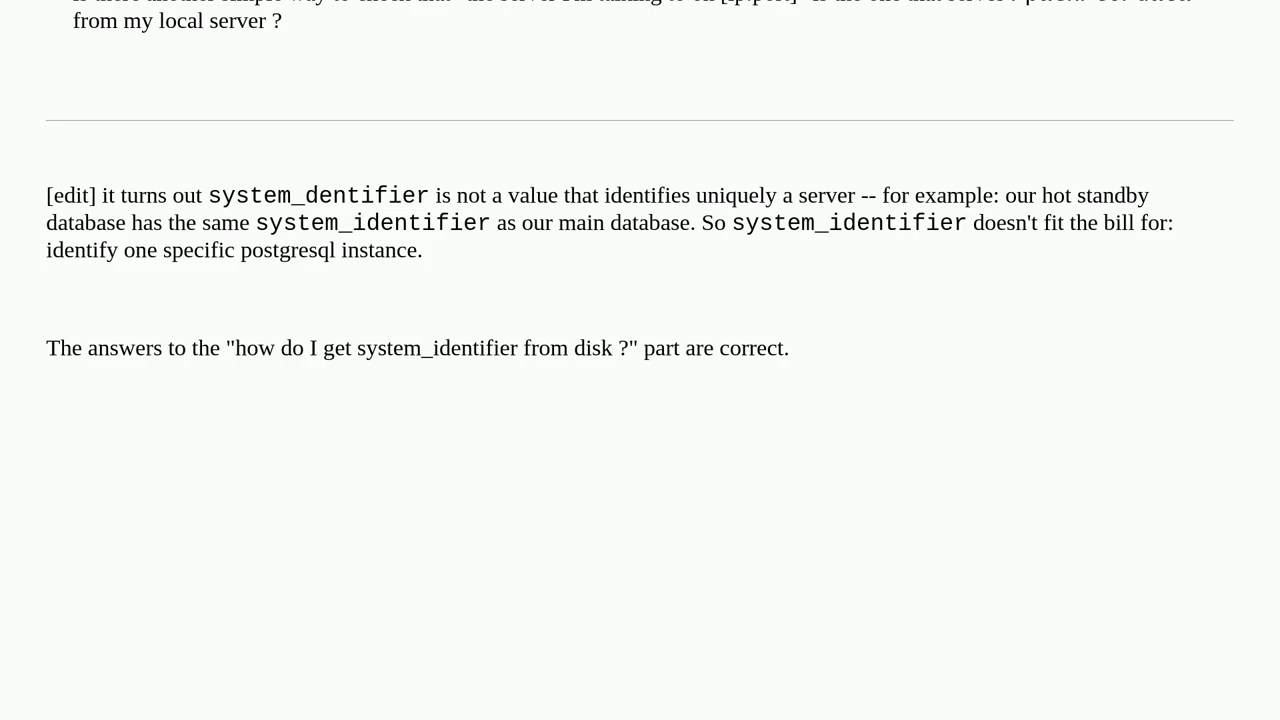 from my local server ?
[edit] it turns out system_dentifier is not a value that identifies uniquely a server -- for example: our hot standby
database has the same system_identifier as our main database. So system_identifier doesn't fit the bill for:
identify one specific postgresql instance.
The answers to the "how do I get system_identifier from disk ?" part are correct.